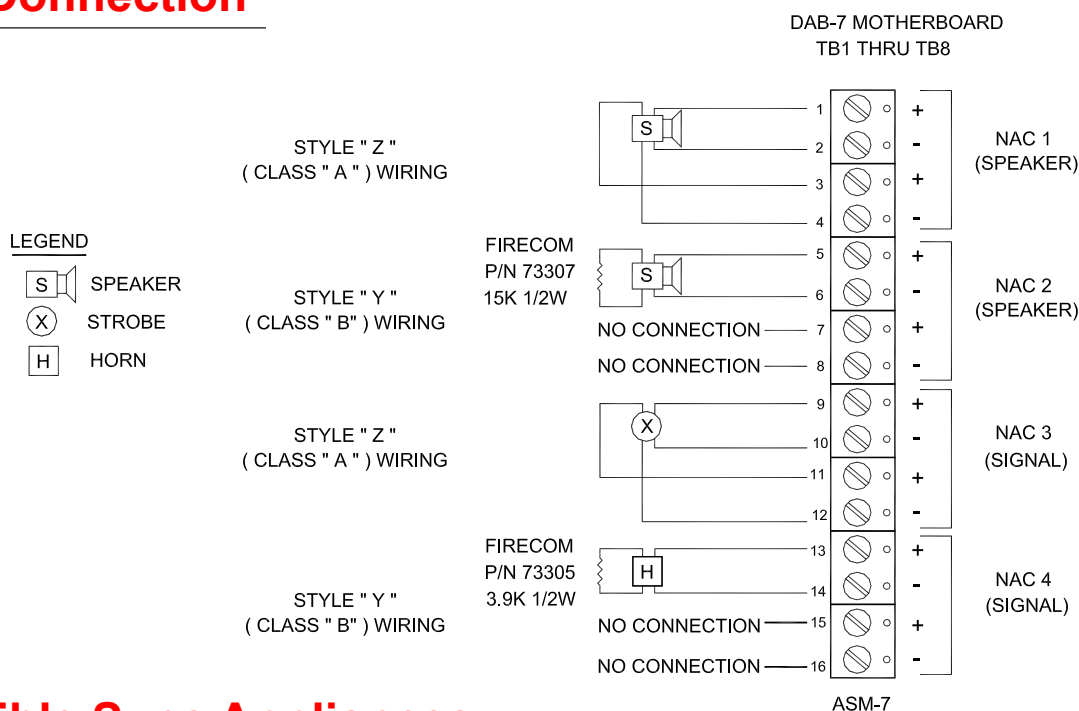 DAB-7 MOTHERBOARD
TB1 THRU TB8
STYLE " Z "
( CLASS " A " ) WIRING
S
1
2
3
4
+
-
+
-
NAC 1
(SPEAKER)
LEGEND
S SPEAKER
X STROBE
H HORN
STYLE " Y "
( CLASS " B" ) WIRING
FIRECOM
P/N 73307
15K 1/2W
S
NO CONNECTION
NO CONNECTION
5
6
7
8
+
-
+
-
NAC 2
(SPEAKER)
STYLE " Z "
( CLASS " A " ) WIRING
X
9
10
11
12
+
-
+
-
NAC 3
(SIGNAL)
STYLE " Y "
( CLASS " B" ) WIRING
FIRECOM
P/N 73305
3.9K 1/2W
H
NO CONNECTION
NO CONNECTION
13
14
15
16
+
-
+
-
NAC 4
(SIGNAL)
ASM-7